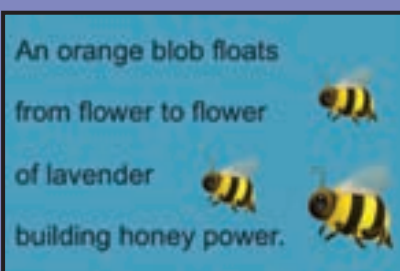 An orange blob floats
from flower to flower
of lavender
building honey power.